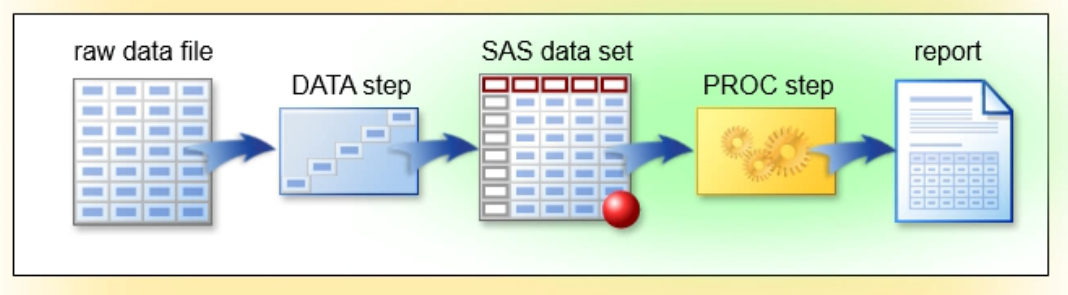 raw data file
DATA step
SAS data set
PROC step
report